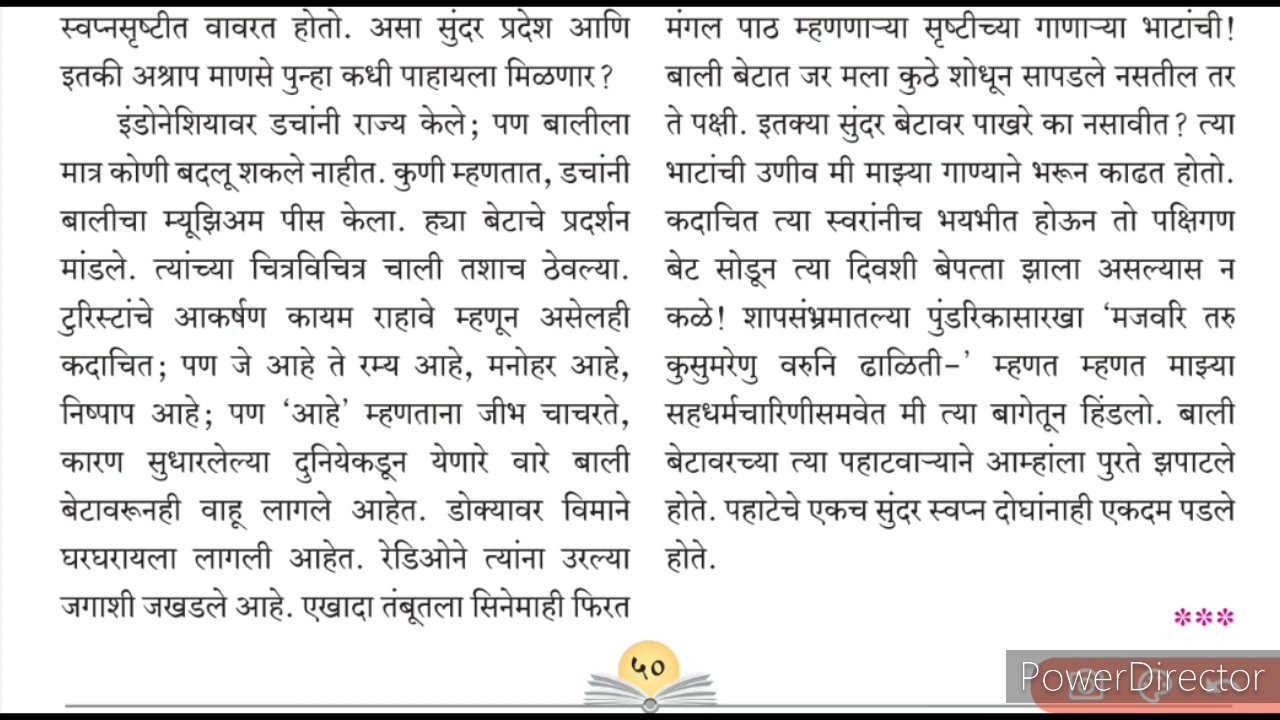 स्वप्नसृष्टीत वावरत होतो. असा सुंदर प्रदेश आणि
इतकी अश्राप माणसे पुन्हा कधी पाहायला मिळणार?
इंडोनेशियावर डचांनी राज्य केले; पण बालीला
मात्र कोणी बदलू शकले नाहीत. कुणी म्हणतात, डचांनी
बालीचा म्यूझिअम पीस केला. ह्या बेटाचे प्रदर्शन
मांडले. त्यांच्या चित्रविचित्र चाली तशाच ठेवल्या.
टुरिस्टांचे आकर्षण कायम राहावे म्हणून असेलही
कदाचित; पण जे आहे ते रम्य आहे, मनोहर आहे,
निष्पाप आहे; पण ‘आहे’ म्हणताना जीभ चाचरते,
कारण सुधारलेल्या दुनियेकडून येणारे वारे बाली
बेटावरूनही वाहू लागले आहेत. डोक्यावर विमाने
घरघरायला लागली आहेत. रेडिओने त्यांना उरल्या
जगाशी जखडले आहे. एखादा तंबूतला सिनेमाही फिरत
मंगल पाठ म्हणणाऱ्या सृष्टीच्या गाणाऱ्या भाटांची!
बाली बेटात जर मला कुठे शोधून सापडले नसतील तर
ते पक्षी. इतक्या सुंदर बेटावर पाखरे का नसावीत? त्या
भाटांची उणीव मी माझ्या गाण्याने भरून काढत होतो.
कदाचित त्या स्वरांनीच भयभीत होऊन तो पक्षिगण
बेट सोडून त्या दिवशी बेपत्ता झाला असल्यास न
कळे! शापसंभ्रमातल्या पुंडरिकासारखा ‘मजवरि तरु
कुसुमरेणु वरुनि ढाळिती-’ म्हणत म्हणत माझ्या
सहधर्मचारिणीसमवेत मी त्या बागेतून हिंडलो. बाली
बेटावरच्या त्या पहाटवाऱ्याने आम्हांला पुरते झपाटले
होते. पहाटेचे एकच सुंदर स्वप्न दोघांनाही एकदम पडले
होते.
***
५०
PowerDirector